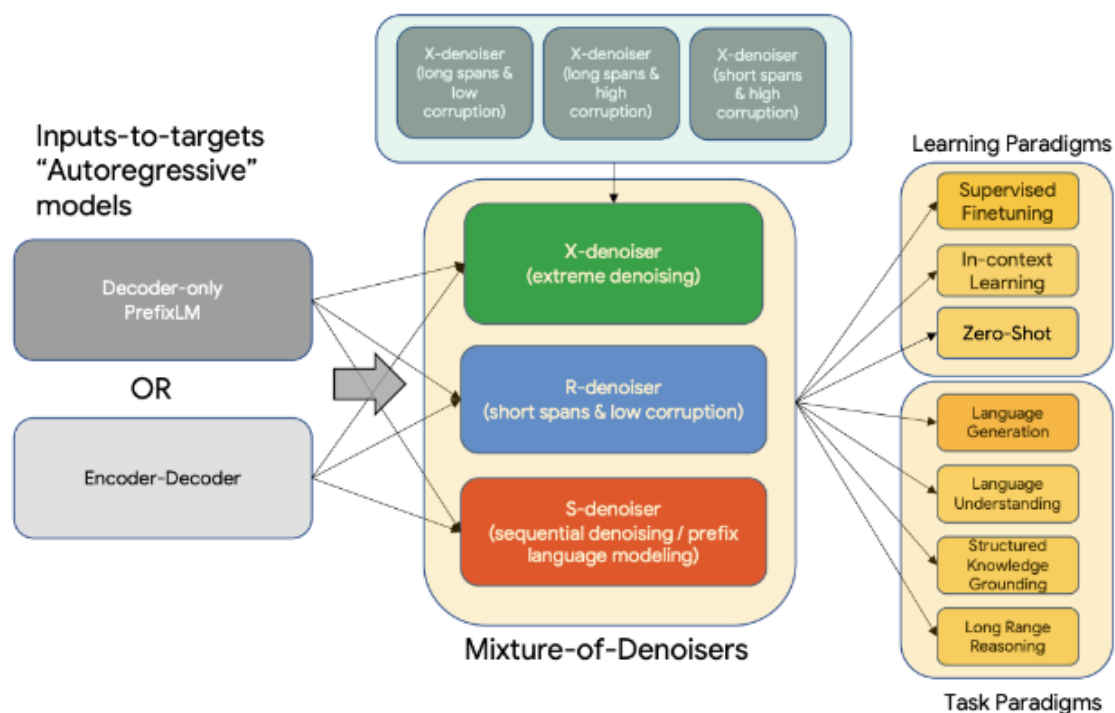 X-denoiser
(long spans &
low
corruption)
X-denoiser
(long spans &
high
corruption)
X-denoiser
(short spans
& high
corruption)
Inputs-to-targets
“Autoregressive”
models
Decoder-only
PrefixLM
OR
Encoder-Decoder
X-denoiser
(extreme denoising)
R-denoiser
(short spans & low corruption)
S-denoiser
(sequential denoising / prefix
language modeling)
Mixture-of-Denoisers
Learning Paradigms
Supervised
Finetuning
In-context
Learning
Zero-Shot
Language
Generation
Language
Understanding
Structured
Knowledge
Grounding
Long Range
Reasoning
Task Paradigms